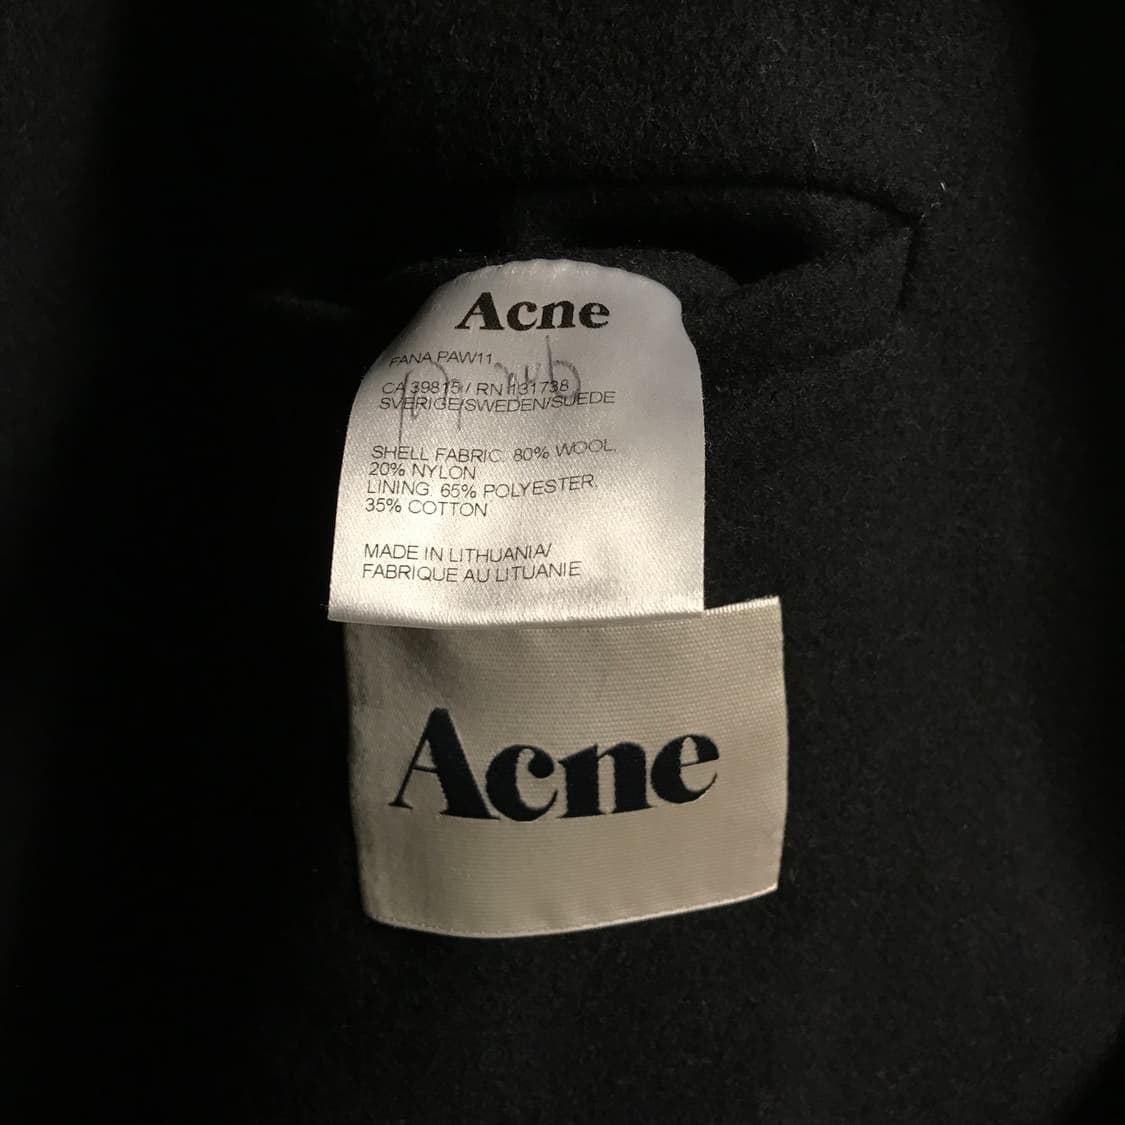 Acne
FANA PAW11
CA 39815 / RN 131738
SVERIGE/SWEDEN/SUEDE
SHELL FABRIC: 80% WOOL,
20% NYLON
LINING: 65% POLYESTER,
35% COTTON
MADE IN LITHUANIA/
FABRIQUE AU LITUANIE
Acne